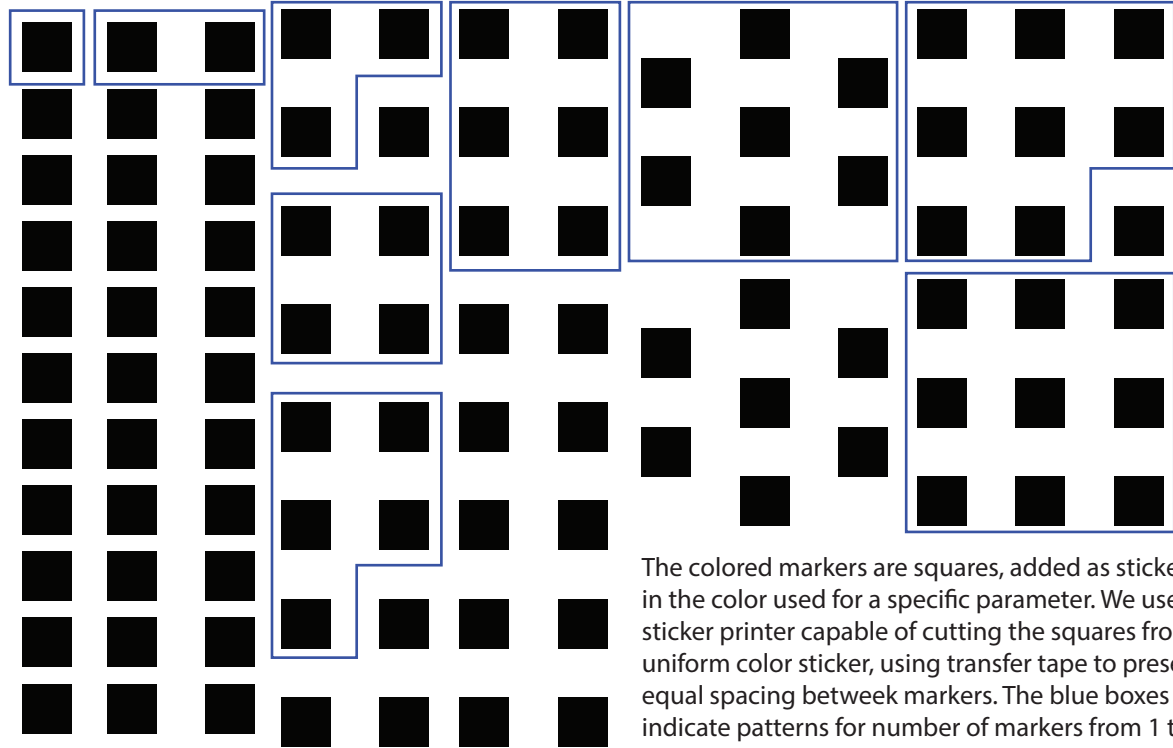 The colored markers are squares, added as
in the color used for a specific parameter. We use
sticker printer capable of cutting the squares
uniform color sticker, using transfer tape to
equal spacing betweek markers. The blue boxes
indicate patterns for number of markers from 1